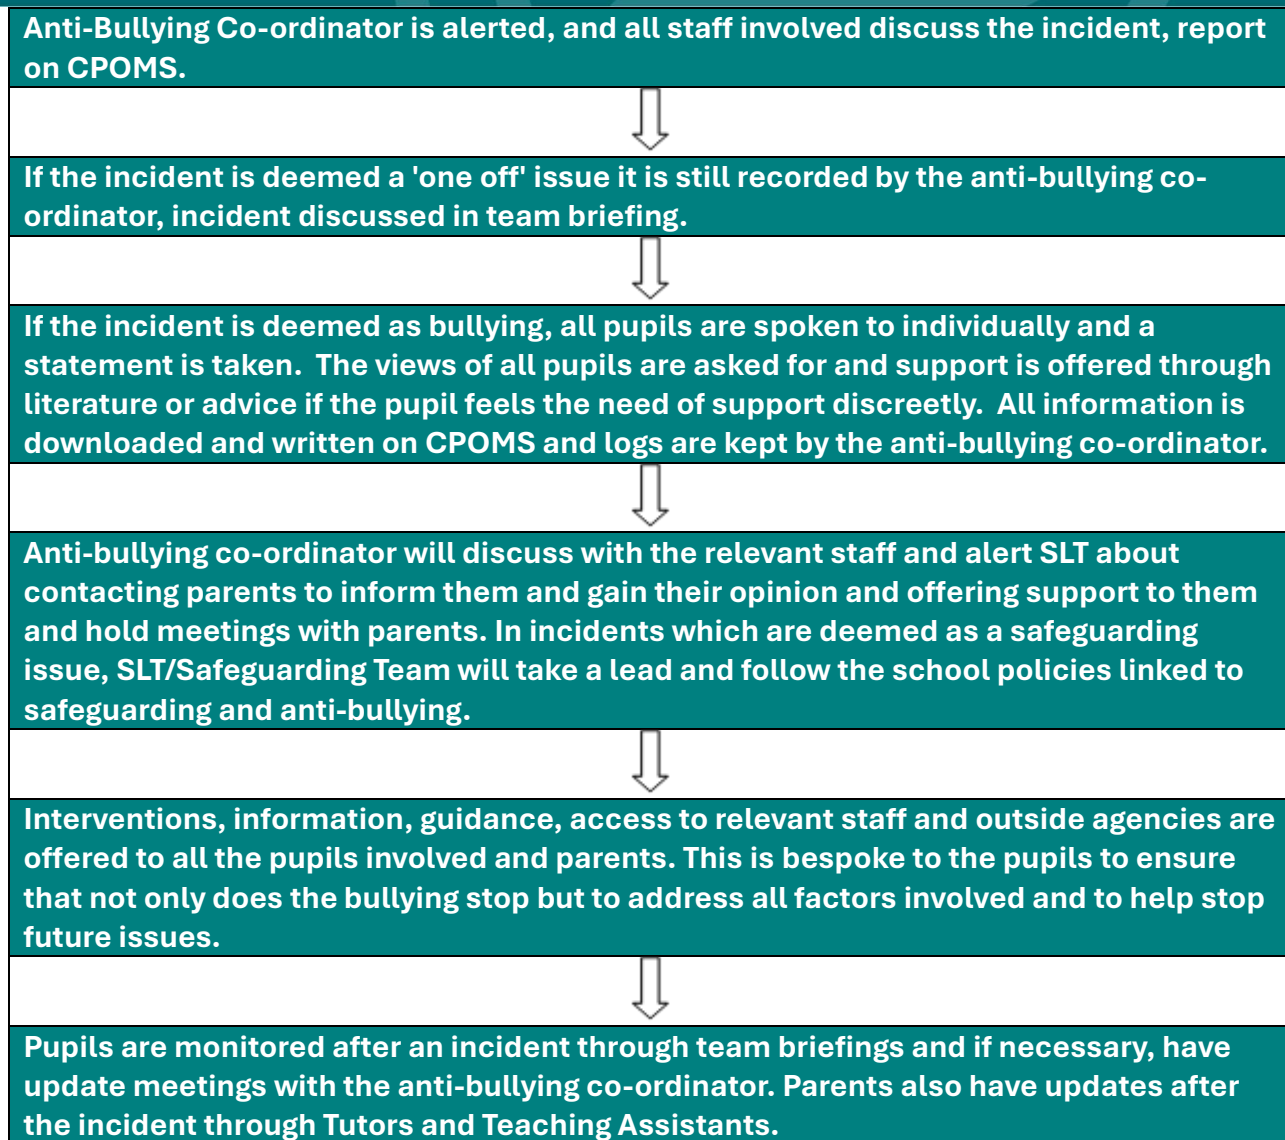 Anti-Bullying Co-ordinator is alerted, and all staff involved discuss the incident, report
on CPOMS.
If the incident is deemed a 'one off' issue it is still recorded by the anti-bullying co-
ordinator, incident discussed in team briefing.
If the incident is deemed as bullying, all pupils are spoken to individually and a
statement is taken.  The views of all pupils are asked for and support is offered through
literature or advice if the pupil feels the need of support discreetly.  All information is
downloaded and written on CPOMS and logs are kept by the anti-bullying co-ordinator.
Anti-bullying co-ordinator will discuss with the relevant staff and alert SLT about
contacting parents to inform them and gain their opinion and offering support to them
and hold meetings with parents. In incidents which are deemed as a safeguarding
issue, SLT/Safeguarding Team will take a lead and follow the school policies linked to
safeguarding and anti-bullying.
Interventions, information, guidance, access to relevant staff and outside agencies are
offered to all the pupils involved and parents. This is bespoke to the pupils to ensure
that not only does the bullying stop but to address all factors involved and to help stop
future issues.
Pupils are monitored after an incident through team briefings and if necessary, have
update meetings with the anti-bullying co-ordinator. Parents also have updates after
the incident through Tutors and Teaching Assistants.